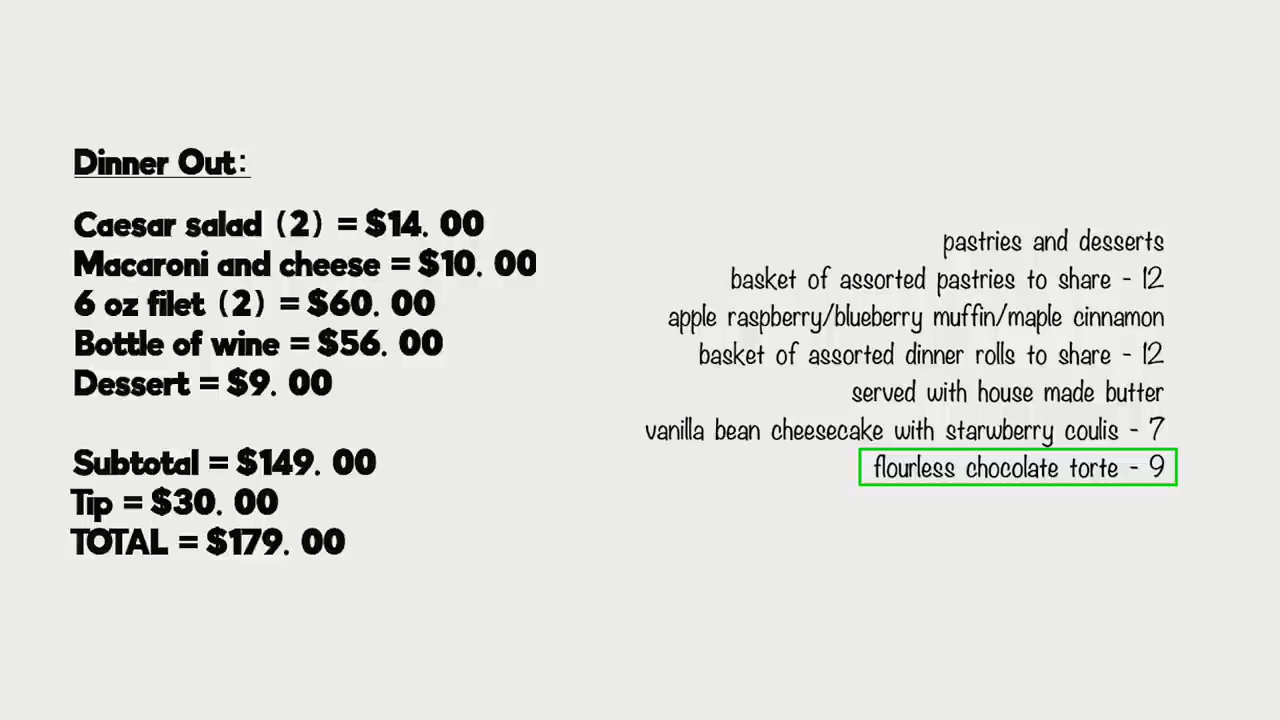 Dinner Out:
Caesar salad (2) = $14. 00
Macaroni and cheese = $10. 00
6 oz filet (2) = $60. 00
Bottle of wine = $56. 00
Dessert = $9. 00
Subtotal = $149. 00
Tip = $30. 00
TOTAL = $179. 00
pastries and desserts
basket of assorted pastries to share - 12
apple raspberry/blueberry muffin/maple cinnamon
basket of assorted dinner rolls to share - 12
served with house made butter
vanilla bean cheesecake with starwberry coulis - 7
flourless chocolate torte - 9